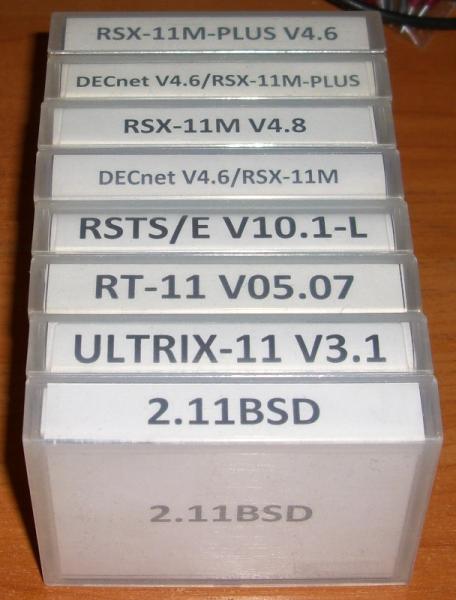 RSX-11M-PLUS V4.6
DECnet V4.6/RSX-11M-PLUS
RSX-11M V4.8
DECnet V4.6/RSX-11M
RSTS/E V10.1-L
RT-11 V05.07
ULTRIX-11 V3.1
2.11BSD
2.11BSD